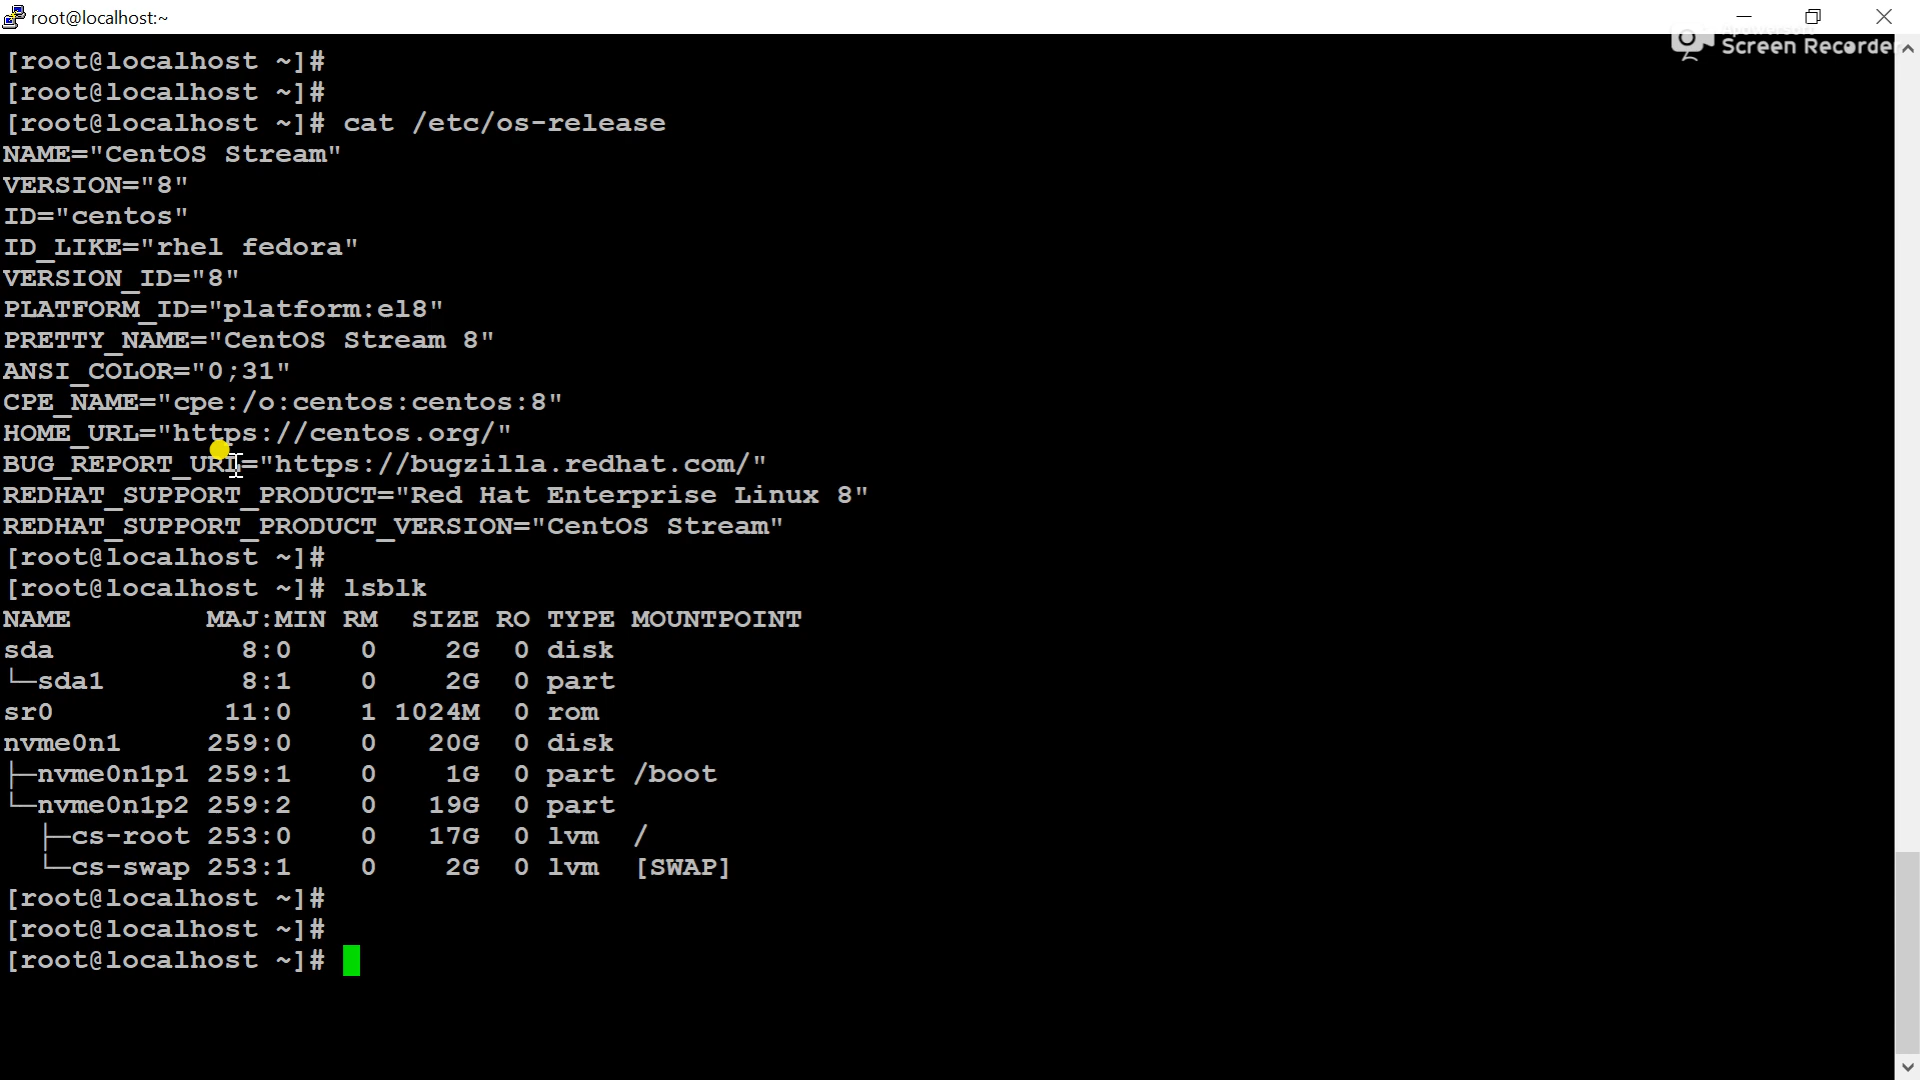 root@localhost:~
Screen Recorder
[root@localhost ~]#
[root@localhost ~]#
[root@localhost ~]# cat /etc/os-release
NAME="CentOS Stream"
VERSION="8"
ID="centos"
ID_LIKE="rhel fedora"
VERSION_ID="8"
PLATFORM_ID="platform:el8"
PRETTY_NAME="CentOS Stream 8"
ANSI_COLOR="0;31"
CPE_NAME="cpe:/o:centos:centos:8"
HOME_URL="https://centos.org/"
BUG_REPORT_URL="https://bugzilla.redhat.com/"
REDHAT_SUPPORT_PRODUCT="Red Hat Enterprise Linux 8"
REDHAT_SUPPORT_PRODUCT_VERSION="CentOS Stream"
[root@localhost ~]#
[root@localhost ~]# lsblk
NAME        MAJ:MIN RM  SIZE RO TYPE MOUNTPOINT
sda           8:0    0    2G  0 disk
└─sda1        8:1    0    2G  0 part
sr0          11:0    1 1024M  0 rom
nvme0n1     259:0    0   20G  0 disk
├─nvme0n1p1 259:1    0    1G  0 part /boot
└─nvme0n1p2 259:2    0   19G  0 part
  ├─cs-root 253:0    0   17G  0 lvm  /
  └─cs-swap 253:1    0    2G  0 lvm  [SWAP]
[root@localhost ~]#
[root@localhost ~]#
[root@localhost ~]#